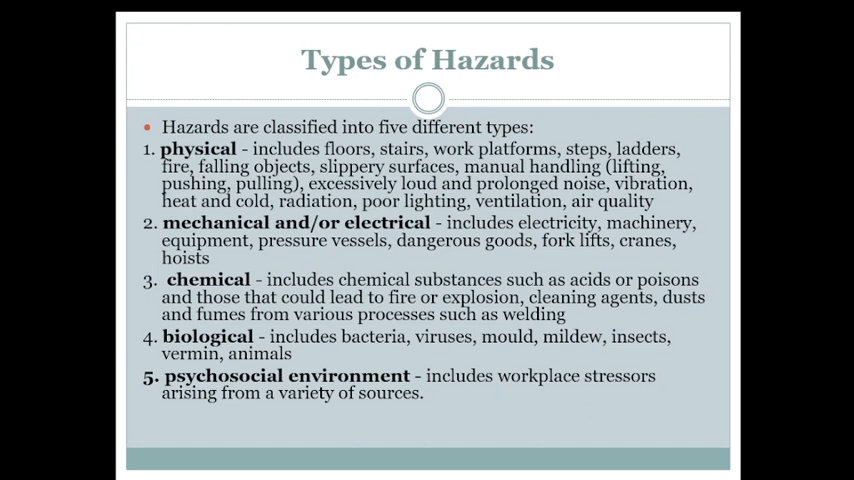 Types of Hazards
• Hazards are classified into five different types:
1. physical - includes floors, stairs, work platforms, steps, ladders,
fire, falling objects, slippery surfaces, manual handling (lifting,
pushing, pulling), excessively loud and prolonged noise, vibration,
heat and cold, radiation, poor lighting, ventilation, air quality
2. mechanical and/or electrical - includes electricity, machinery,
equipment, pressure vessels, dangerous goods, fork lifts, cranes,
hoists
3. chemical - includes chemical substances such as acids or poisons
and those that could lead to fire or explosion, cleaning agents, dusts
and fumes from various processes such as welding
4. biological - includes bacteria, viruses, mould, mildew, insects,
vermin, animals
5. psychosocial environment - includes workplace stressors
arising from a variety of sources.